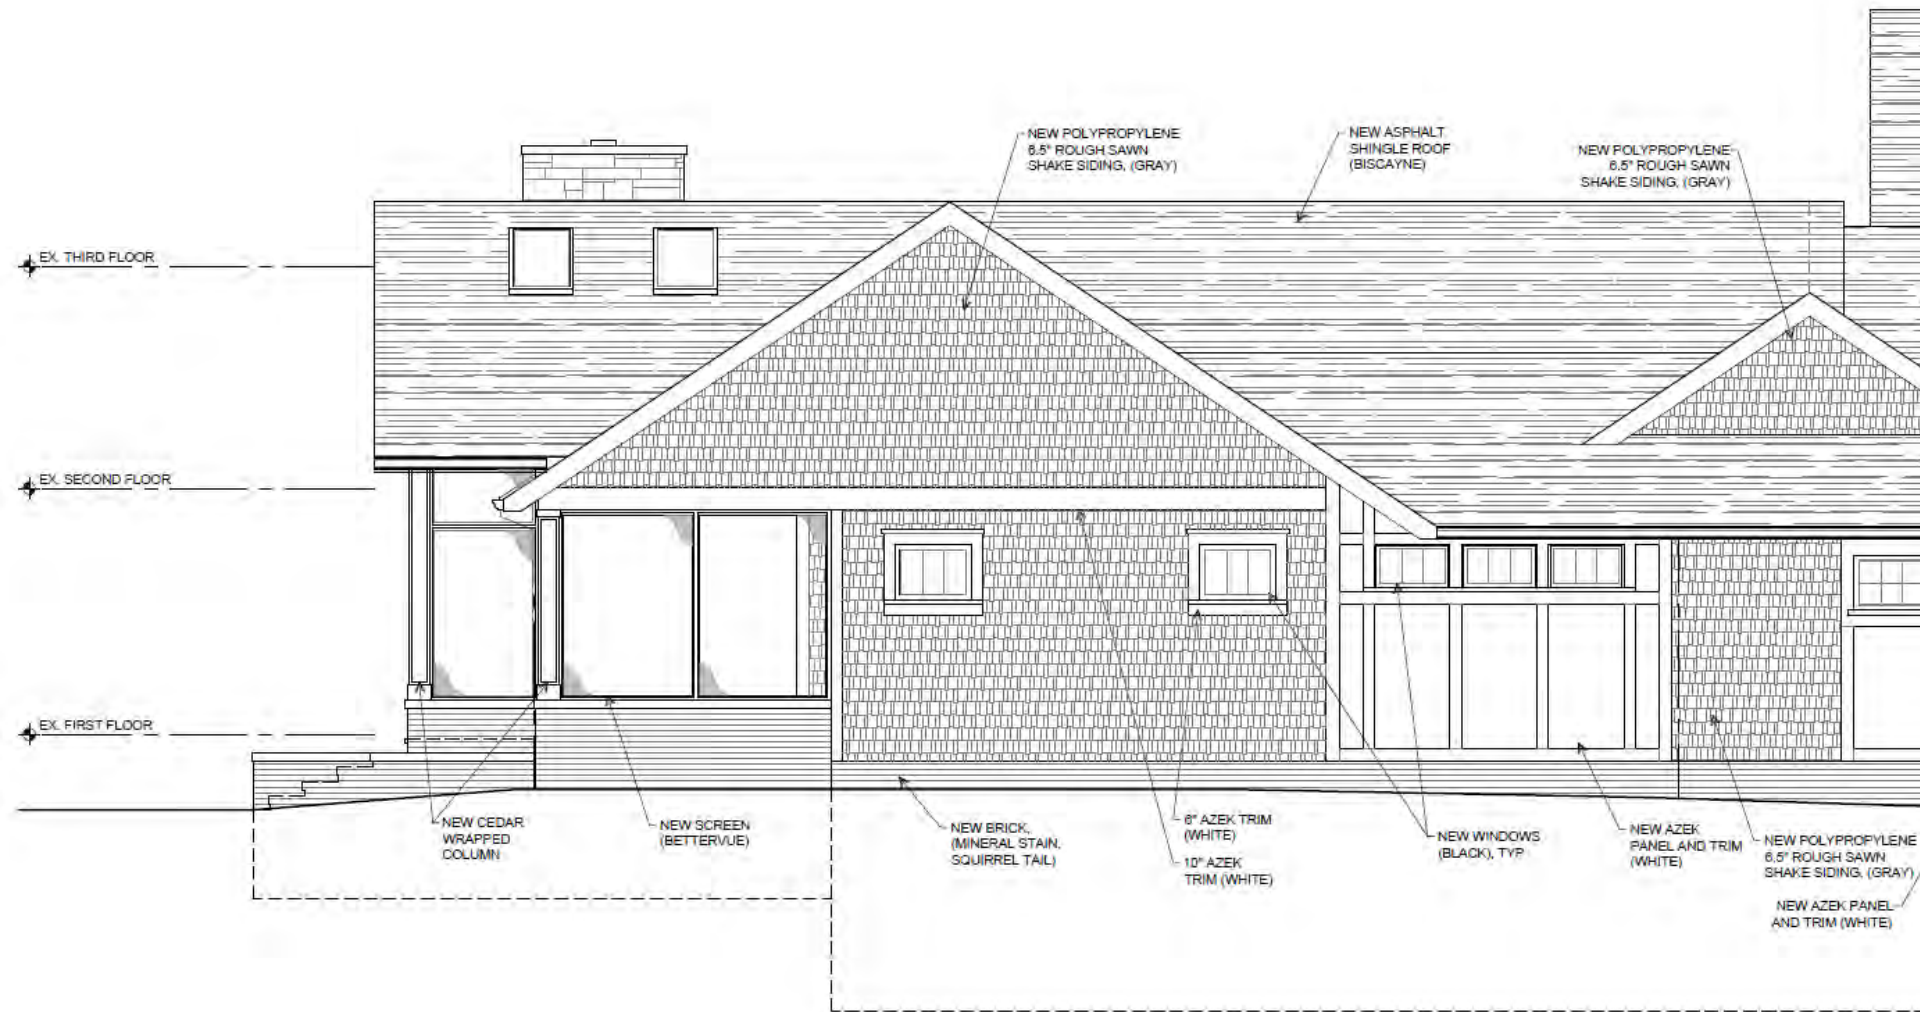 NEW POLYPROPYLENE
6.5" ROUGH SAWN
SHAKE SIDING, (GRAY)
NEW ASPHALT
SHINGLE ROOF
(BISCAYNE)
NEW POLYPROPYLENE
6.5" ROUGH SAWN
SHAKE SIDING, (GRAY)
EX. THIRD FLOOR
EX. SECOND FLOOR
EX. FIRST FLOOR
NEW CEDAR
WRAPPED
COLUMN
NEW SCREEN
(BETTERVUE)
NEW BRICK,
(MINERAL STAIN,
SQUIRREL TAIL)
6" AZEK TRIM
(WHITE)
10" AZEK
TRIM (WHITE)
NEW WINDOWS
(BLACK), TYP
NEW AZEK
PANEL AND TRIM
(WHITE)
NEW POLYPROPYLENE
6.5" ROUGH SAWN
SHAKE SIDING, (GRAY)
NEW AZEK PANEL
AND TRIM (WHITE)